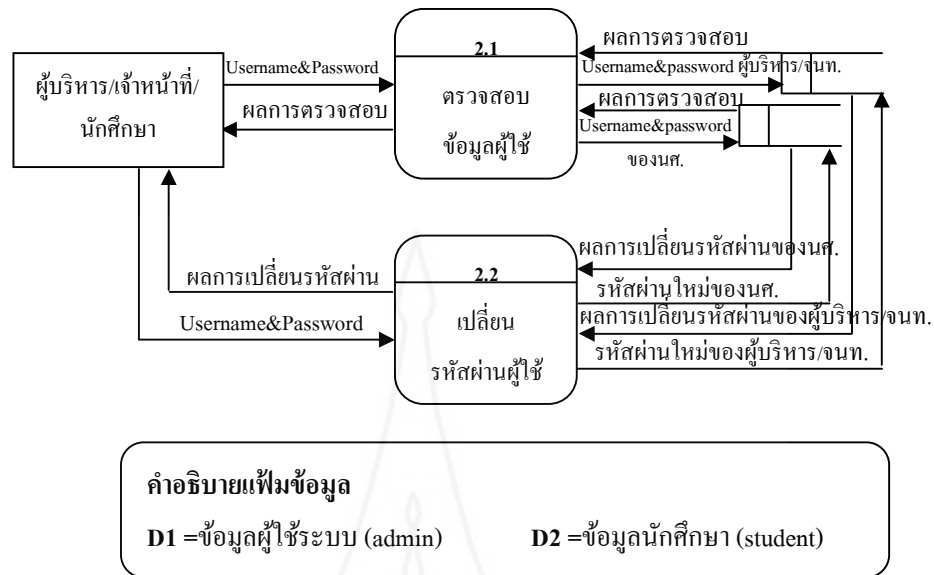 ผลการตรวจสอบ
2.1
Username&Password
Username&password ผู้บริหาร/จนท.
ผู้บริหาร/เจ้าหน้าที่/
นักศึกษา
ผลการตรวจสอบ
ตรวจสอบ
ข้อมูลผู้ใช้
ผลการตรวจสอบ
Username&password
ของนศ.
ผลการเปลี่ยนรหัสผ่านของนศ.
ผลการเปลี่ยนรหัสผ่าน
2.2
รหัสผ่านใหม่ของนศ.
Username&Password
เปลี่ยน
รหัสผ่านผู้ใช้
ผลการเปลี่ยนรหัสผ่านของผู้บริหาร/จนท.
รหัสผ่านใหม่ของผู้บริหาร/จนท.
คำอธิบายแฟ้มข้อมูล
D1 =ข้อมูลผู้ใช้ระบบ (admin) D2 =ข้อมูลนักศึกษา (student)